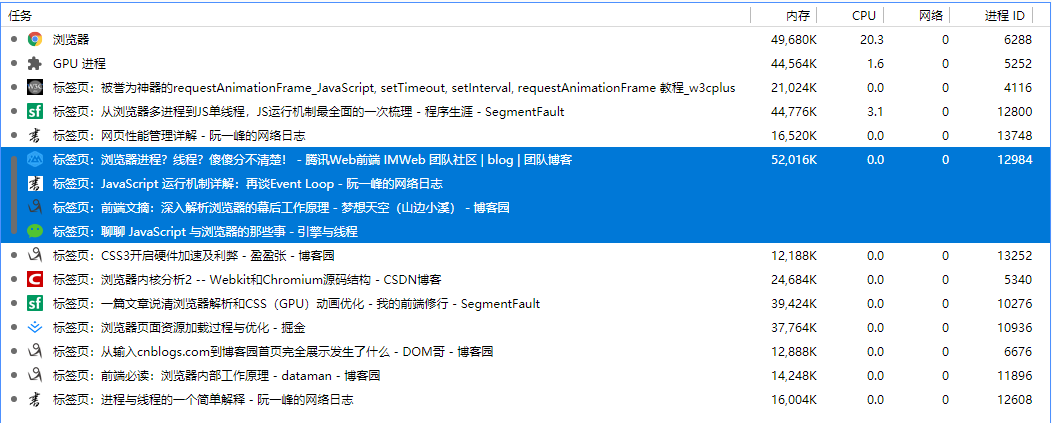 任务 内存 CPU 网络 进程 ID
浏览器 49,680K 20.3 0 6288
GPU 进程 44,564K 1.6 0 5252
标签页：被誉为神器的requestAnimationFrame_JavaScript, setTimeout, setInterval, requestAnimationFrame 教程_w3cplus 21,024K 0.0 0 4116
标签页：从浏览器多进程到JS单线程，JS运行机制最全面的一次梳理 - 程序生涯 - SegmentFault 44,776K 3.1 0 12800
标签页：网页性能管理详解 - 阮一峰的网络日志 16,520K 0.0 0 13748
标签页：浏览器进程？线程？傻傻分不清楚！ - 腾讯Web前端 IMWeb 团队社区 | blog | 团队博客 52,016K 0.0 0 12984
标签页：JavaScript 运行机制详解：再谈Event Loop - 阮一峰的网络日志
标签页：前端文摘：深入解析浏览器的幕后工作原理 - 梦想天空（山边小溪） - 博客园
标签页：聊聊 JavaScript 与浏览器的那些事 - 引擎与线程
标签页：CSS3开启硬件加速及利弊 - 盈盈张 - 博客园 12,188K 0.0 0 13252
标签页：浏览器内核分析2 -- Webkit和Chromium源码结构 - CSDN博客 24,684K 0.0 0 5340
标签页：一篇文章说清浏览器解析和CSS（GPU）动画优化 - 我的前端修行 - SegmentFault 39,424K 0.0 0 10276
标签页：浏览器页面资源加载过程与优化 - 掘金 37,764K 0.0 0 10936
标签页：从输入cnblogs.com到博客园首页完全展示发生了什么 - DOM哥 - 博客园 12,888K 0.0 0 6676
标签页：前端必读：浏览器内部工作原理 - dataman - 博客园 14,248K 0.0 0 11896
标签页：进程与线程的一个简单解释 - 阮一峰的网络日志 16,004K 0.0 0 12608